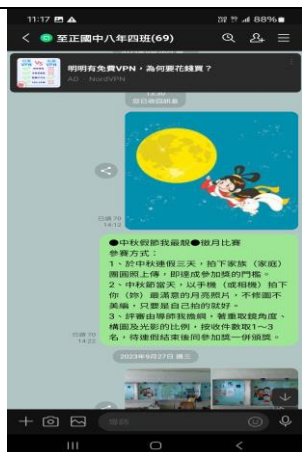 11:17
88%
至正國中八年四班(69)
明明有免費VPN，為何要花錢買？
AD · NordVPN
已讀 70
14:12
●中秋假節我最靚●徵月比賽
參賽方式：
1、於中秋連假三天，拍下家族（家庭）
團圓照上傳，即達成參加獎的門檻。
2、中秋節當天，以手機（或相機）拍下
你（妳）最滿意的月亮照片，不修圖不
美編，只要是自己拍的就好。
3、評審由導師我擔綱，著重取鏡角度、
構圖及光影的比例，按收件數取1～3
名，待連假結束同參加獎一併頒獎。
14:22
2023年9月27日 週三